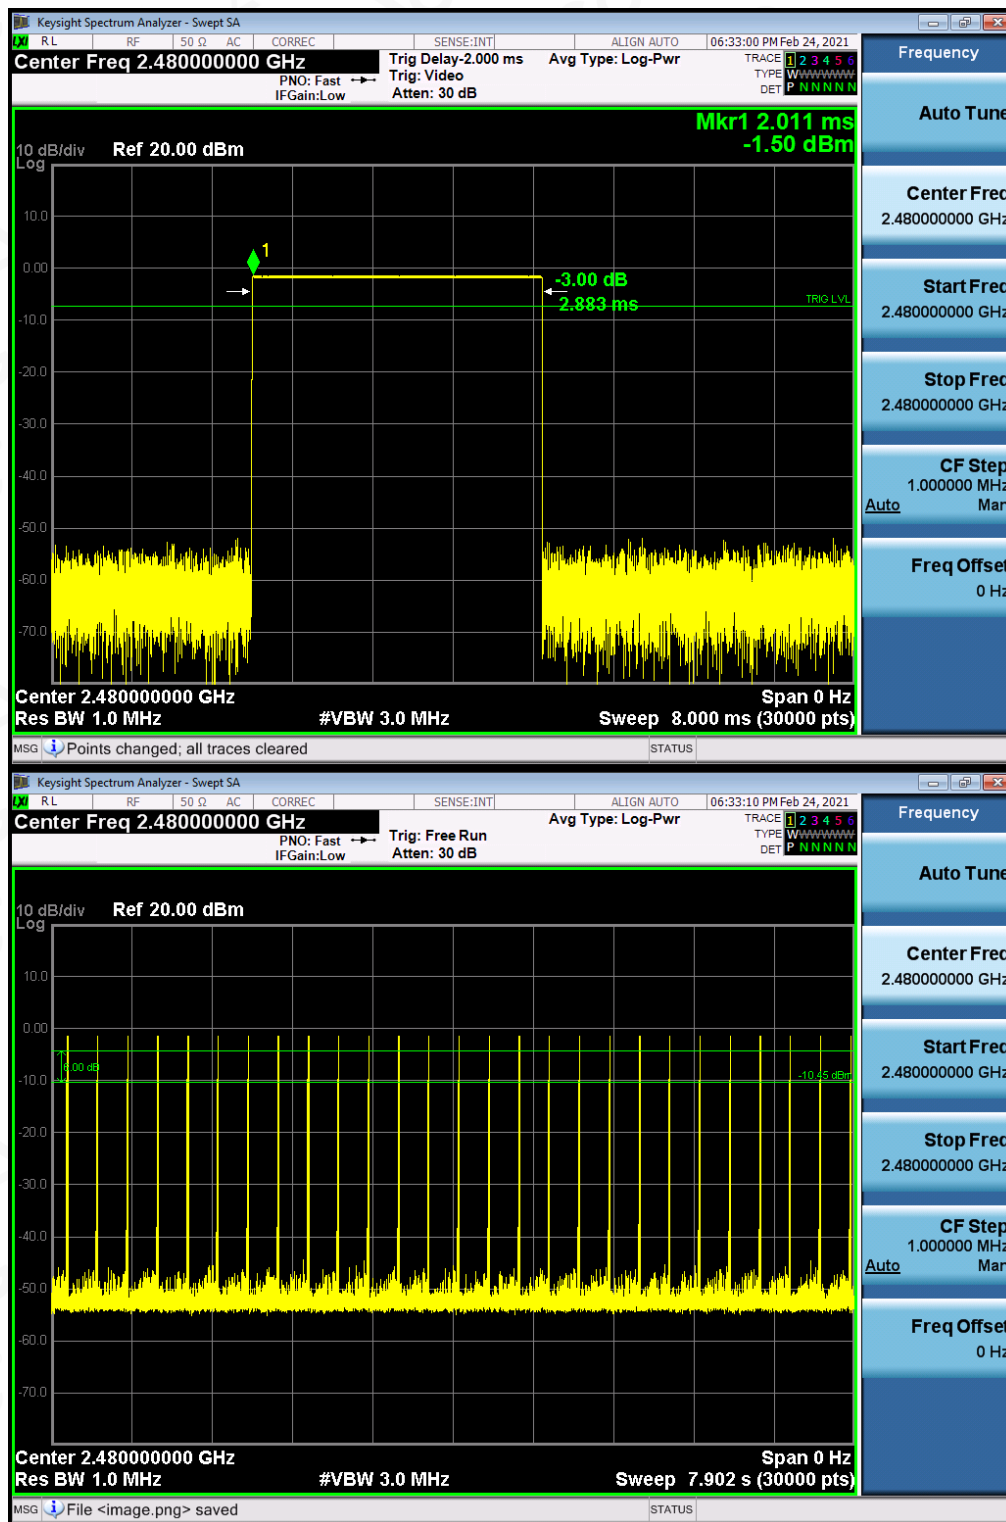 Keysight Spectrum Analyzer - Swept SA
LXI RL RF 50 Ω AC CORREC SENSE:INT ALIGN AUTO 06:33:00 PM Feb 24, 2021
Center Freq 2.480000000 GHz
PNO: Fast
IFGain:Low
Trig Delay-2.000 ms
Trig: Video
Atten: 30 dB
Avg Type: Log-Pwr
TRACE 1 2 3 4 5 6
TYPE WWWWWWW
DET P N N N N N
Frequency
Mkr1 2.011 ms
-1.50 dBm
10 dB/div
Log
Ref 20.00 dBm
10.0
0.00
-10.0
-20.0
-30.0
-40.0
-50.0
-60.0
-70.0
1
-3.00 dB
2.883 ms
TRIG LVL
Center 2.480000000 GHz
Span 0 Hz
Res BW 1.0 MHz
#VBW 3.0 MHz
Sweep 8.000 ms (30000 pts)
MSG Points changed; all traces cleared
STATUS
Auto Tune
Center Freq
2.480000000 GHz
Start Freq
2.480000000 GHz
Stop Freq
2.480000000 GHz
CF Step
1.000000 MHz
Auto Man
Freq Offset
0 Hz
Keysight Spectrum Analyzer - Swept SA
LXI RL RF 50 Ω AC CORREC SENSE:INT ALIGN AUTO 06:33:10 PM Feb 24, 2021
Center Freq 2.480000000 GHz
PNO: Fast
IFGain:Low
Trig: Free Run
Atten: 30 dB
Avg Type: Log-Pwr
TRACE 1 2 3 4 5 6
TYPE WWWWWWW
DET P N N N N N
Frequency
10 dB/div
Log
Ref 20.00 dBm
10.0
0.00
-10.0
-20.0
-30.0
-40.0
-50.0
-60.0
-70.0
6.00 dB
-10.45 dBm
Center 2.480000000 GHz
Span 0 Hz
Res BW 1.0 MHz
#VBW 3.0 MHz
Sweep 7.902 s (30000 pts)
MSG File <image.png> saved
STATUS
Auto Tune
Center Freq
2.480000000 GHz
Start Freq
2.480000000 GHz
Stop Freq
2.480000000 GHz
CF Step
1.000000 MHz
Auto Man
Freq Offset
0 Hz